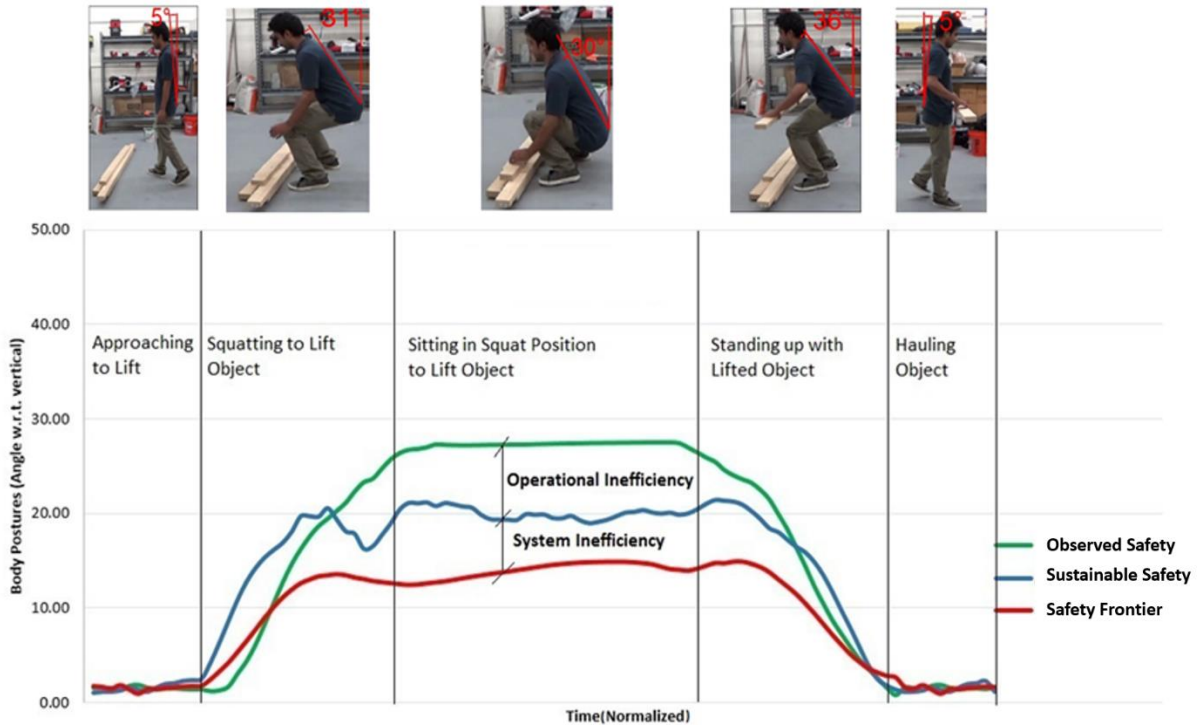 5°
31°
30°
36°
5°
50.00
40.00
30.00
20.00
10.00
0.00
Body Postures (Angle w.r.t. vertical)
Approaching
to Lift
Squatting to Lift
Object
Sitting in Squat Position
to Lift Object
Standing up with
Lifted Object
Hauling
Object
Operational Inefficiency
System Inefficiency
Observed Safety
Sustainable Safety
Safety Frontier
Time(Normalized)